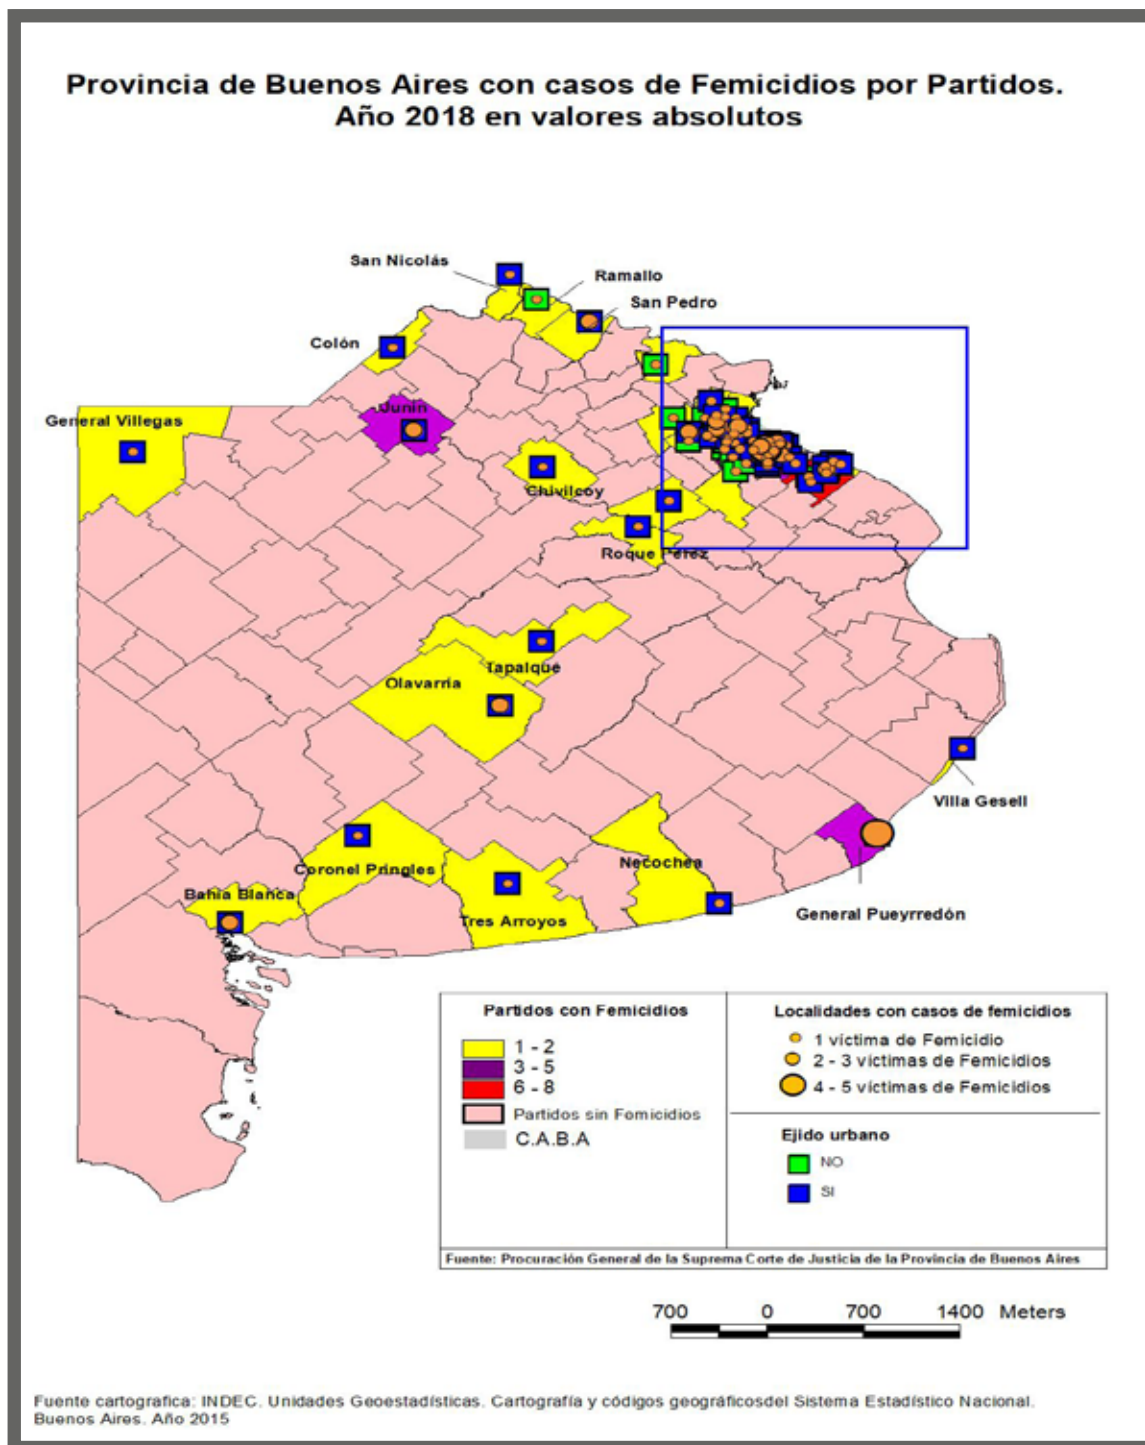 Provincia de Buenos Aires con casos de Femicidios por Partidos.
Año 2018 en valores absolutos
San Nicolás
Ramallo
San Pedro
Colón
General Villegas
Junín
Chivilcoy
Roque Pérez
Tapalqué
Olavarría
Villa Gesell
Coronel Pringles
Necochea
Bahía Blanca
Tres Arroyos
General Pueyrredón
Partidos con Femicidios
1 - 2
3 - 5
6 - 8
Partidos sin Femicidios
C.A.B.A
Localidades con casos de femicidios
1 víctima de Femicidio
2 - 3 víctimas de Femicidios
4 - 5 víctimas de Femicidios
Ejido urbano
NO
SI
Fuente: Procuración General de la Suprema Corte de Justicia de la Provincia de Buenos Aires
700 0 700 1400 Meters
Fuente cartografica: INDEC. Unidades Geoestadísticas. Cartografía y códigos geográficosdel Sistema Estadístico Nacional.
Buenos Aires. Año 2015